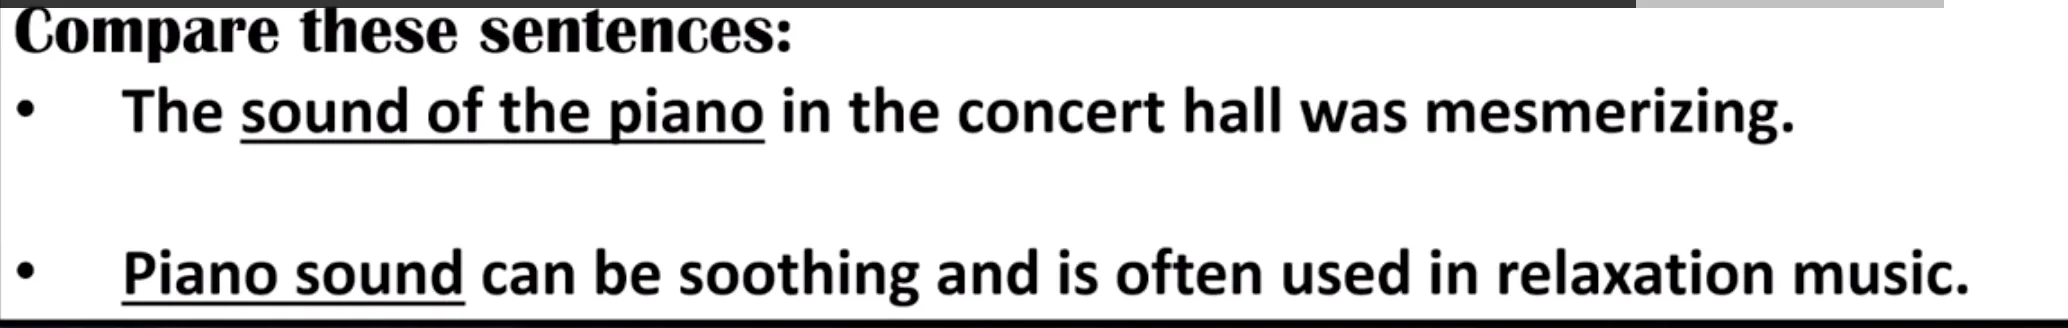 Compare these sentences:
• The sound of the piano in the concert hall was mesmerizing.
• Piano sound can be soothing and is often used in relaxation music.